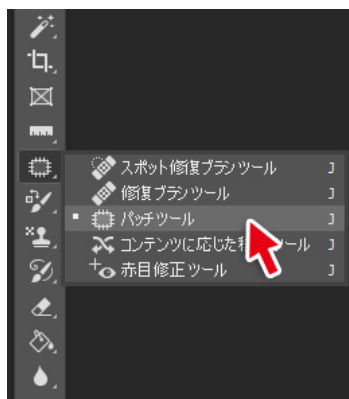 スポット修復ブラシツール J
修復ブラシツール J
パッチツール J
コンテンツに応じた ール J
赤目修正ツール J